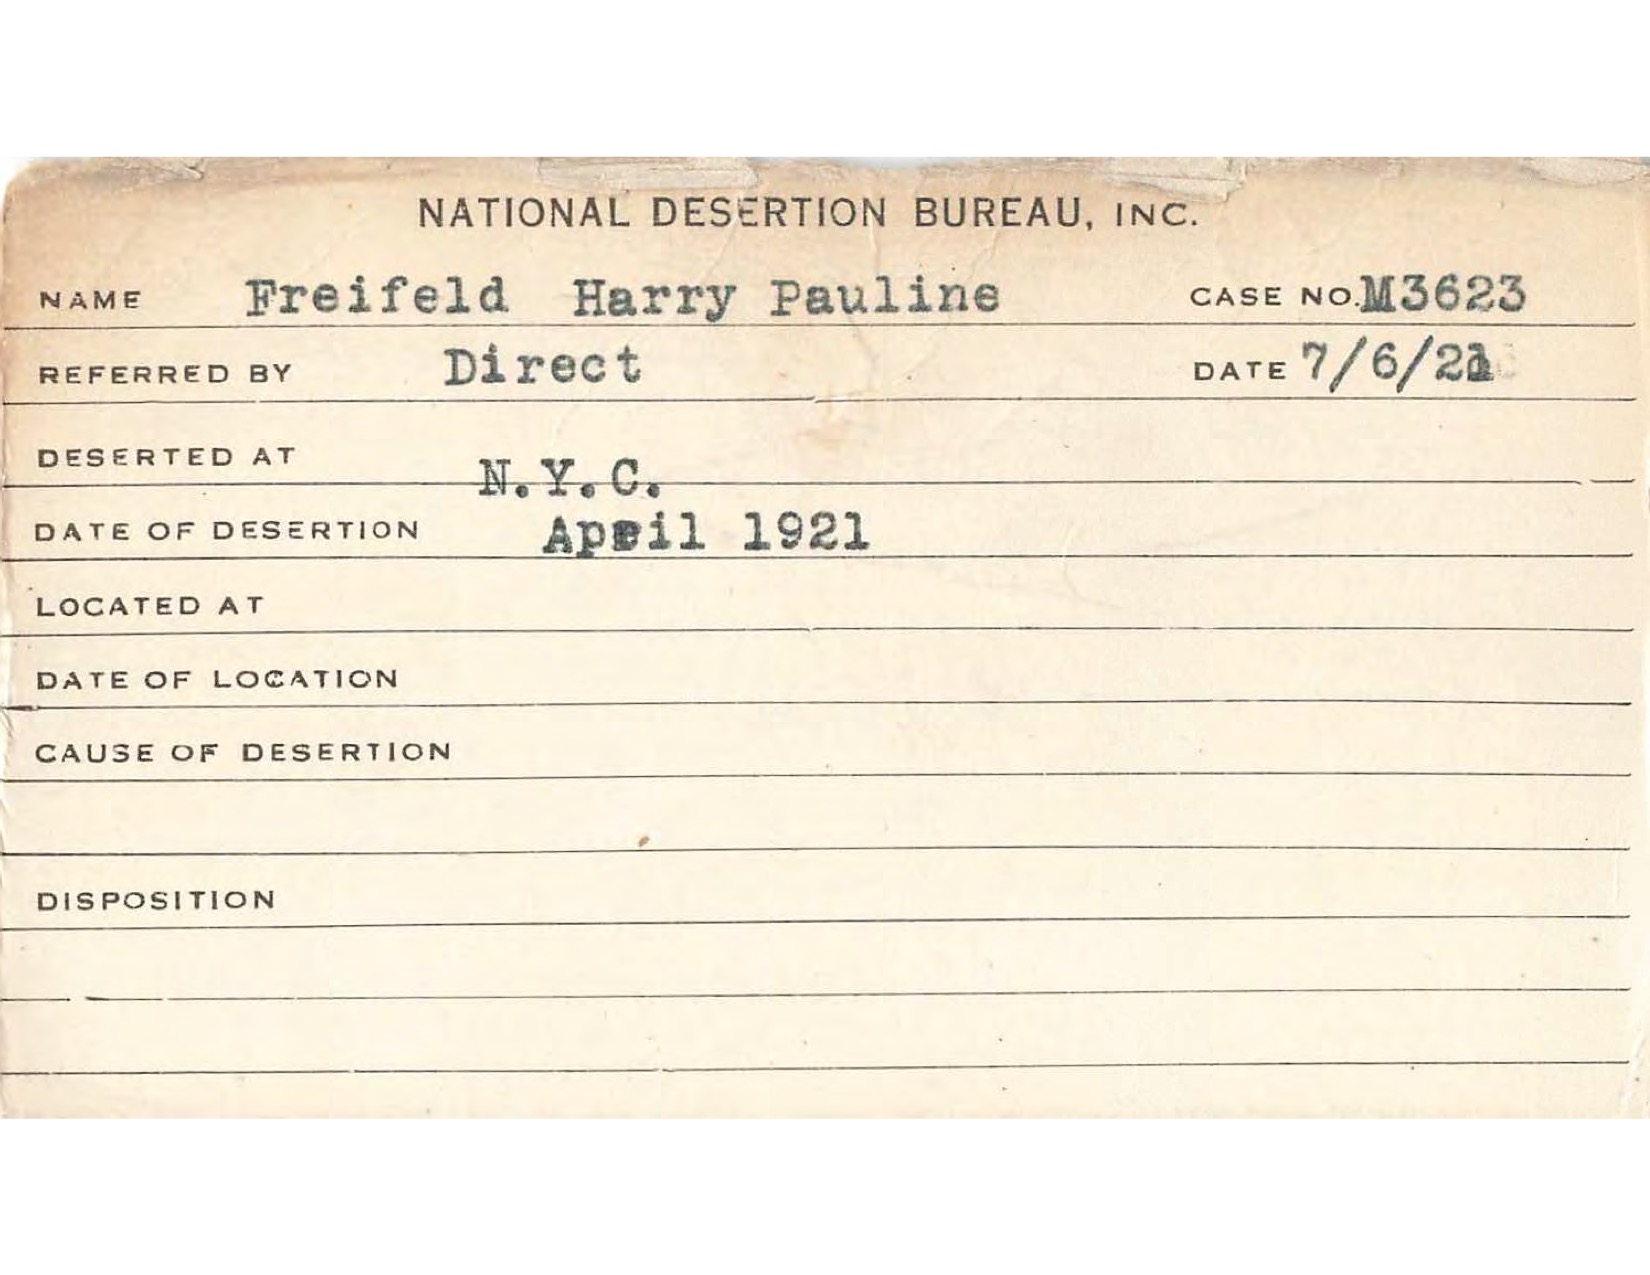 NATIONAL DESERTION BUREAU, INC.
NAME Freifeld Harry Pauline CASE NO. M3623
REFERRED BY Direct DATE 7/6/21
DESERTED AT N.Y.C.
DATE OF DESERTION April 1921
LOCATED AT
DATE OF LOCATION
CAUSE OF DESERTION
DISPOSITION